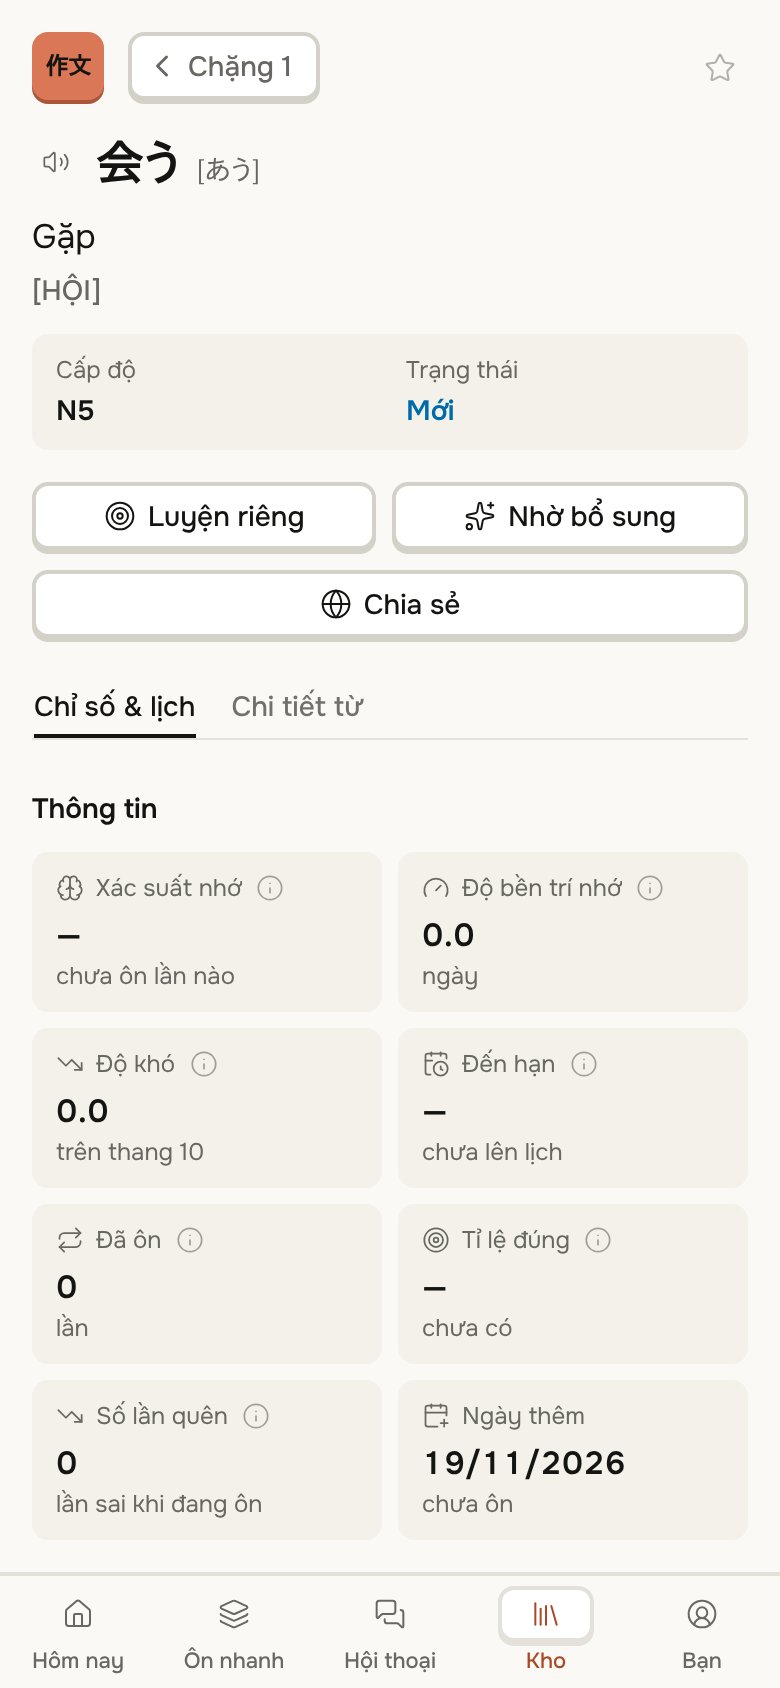 作文
Chặng 1
会う [あう]
Gặp
[HỘI]
Cấp độ
N5
Trạng thái
Mới
Luyện riêng
Nhờ bổ sung
Chia sẻ
Chỉ số & lịch
Chi tiết từ
Thông tin
Xác suất nhớ
–
chưa ôn lần nào
Độ bền trí nhớ
0.0
ngày
Độ khó
0.0
trên thang 10
Đến hạn
–
chưa lên lịch
Đã ôn
0
lần
Tỉ lệ đúng
–
chưa có
Số lần quên
0
lần sai khi đang ôn
Ngày thêm
19/11/2026
chưa ôn
Hôm nay
Ôn nhanh
Hội thoại
Kho
Bạn